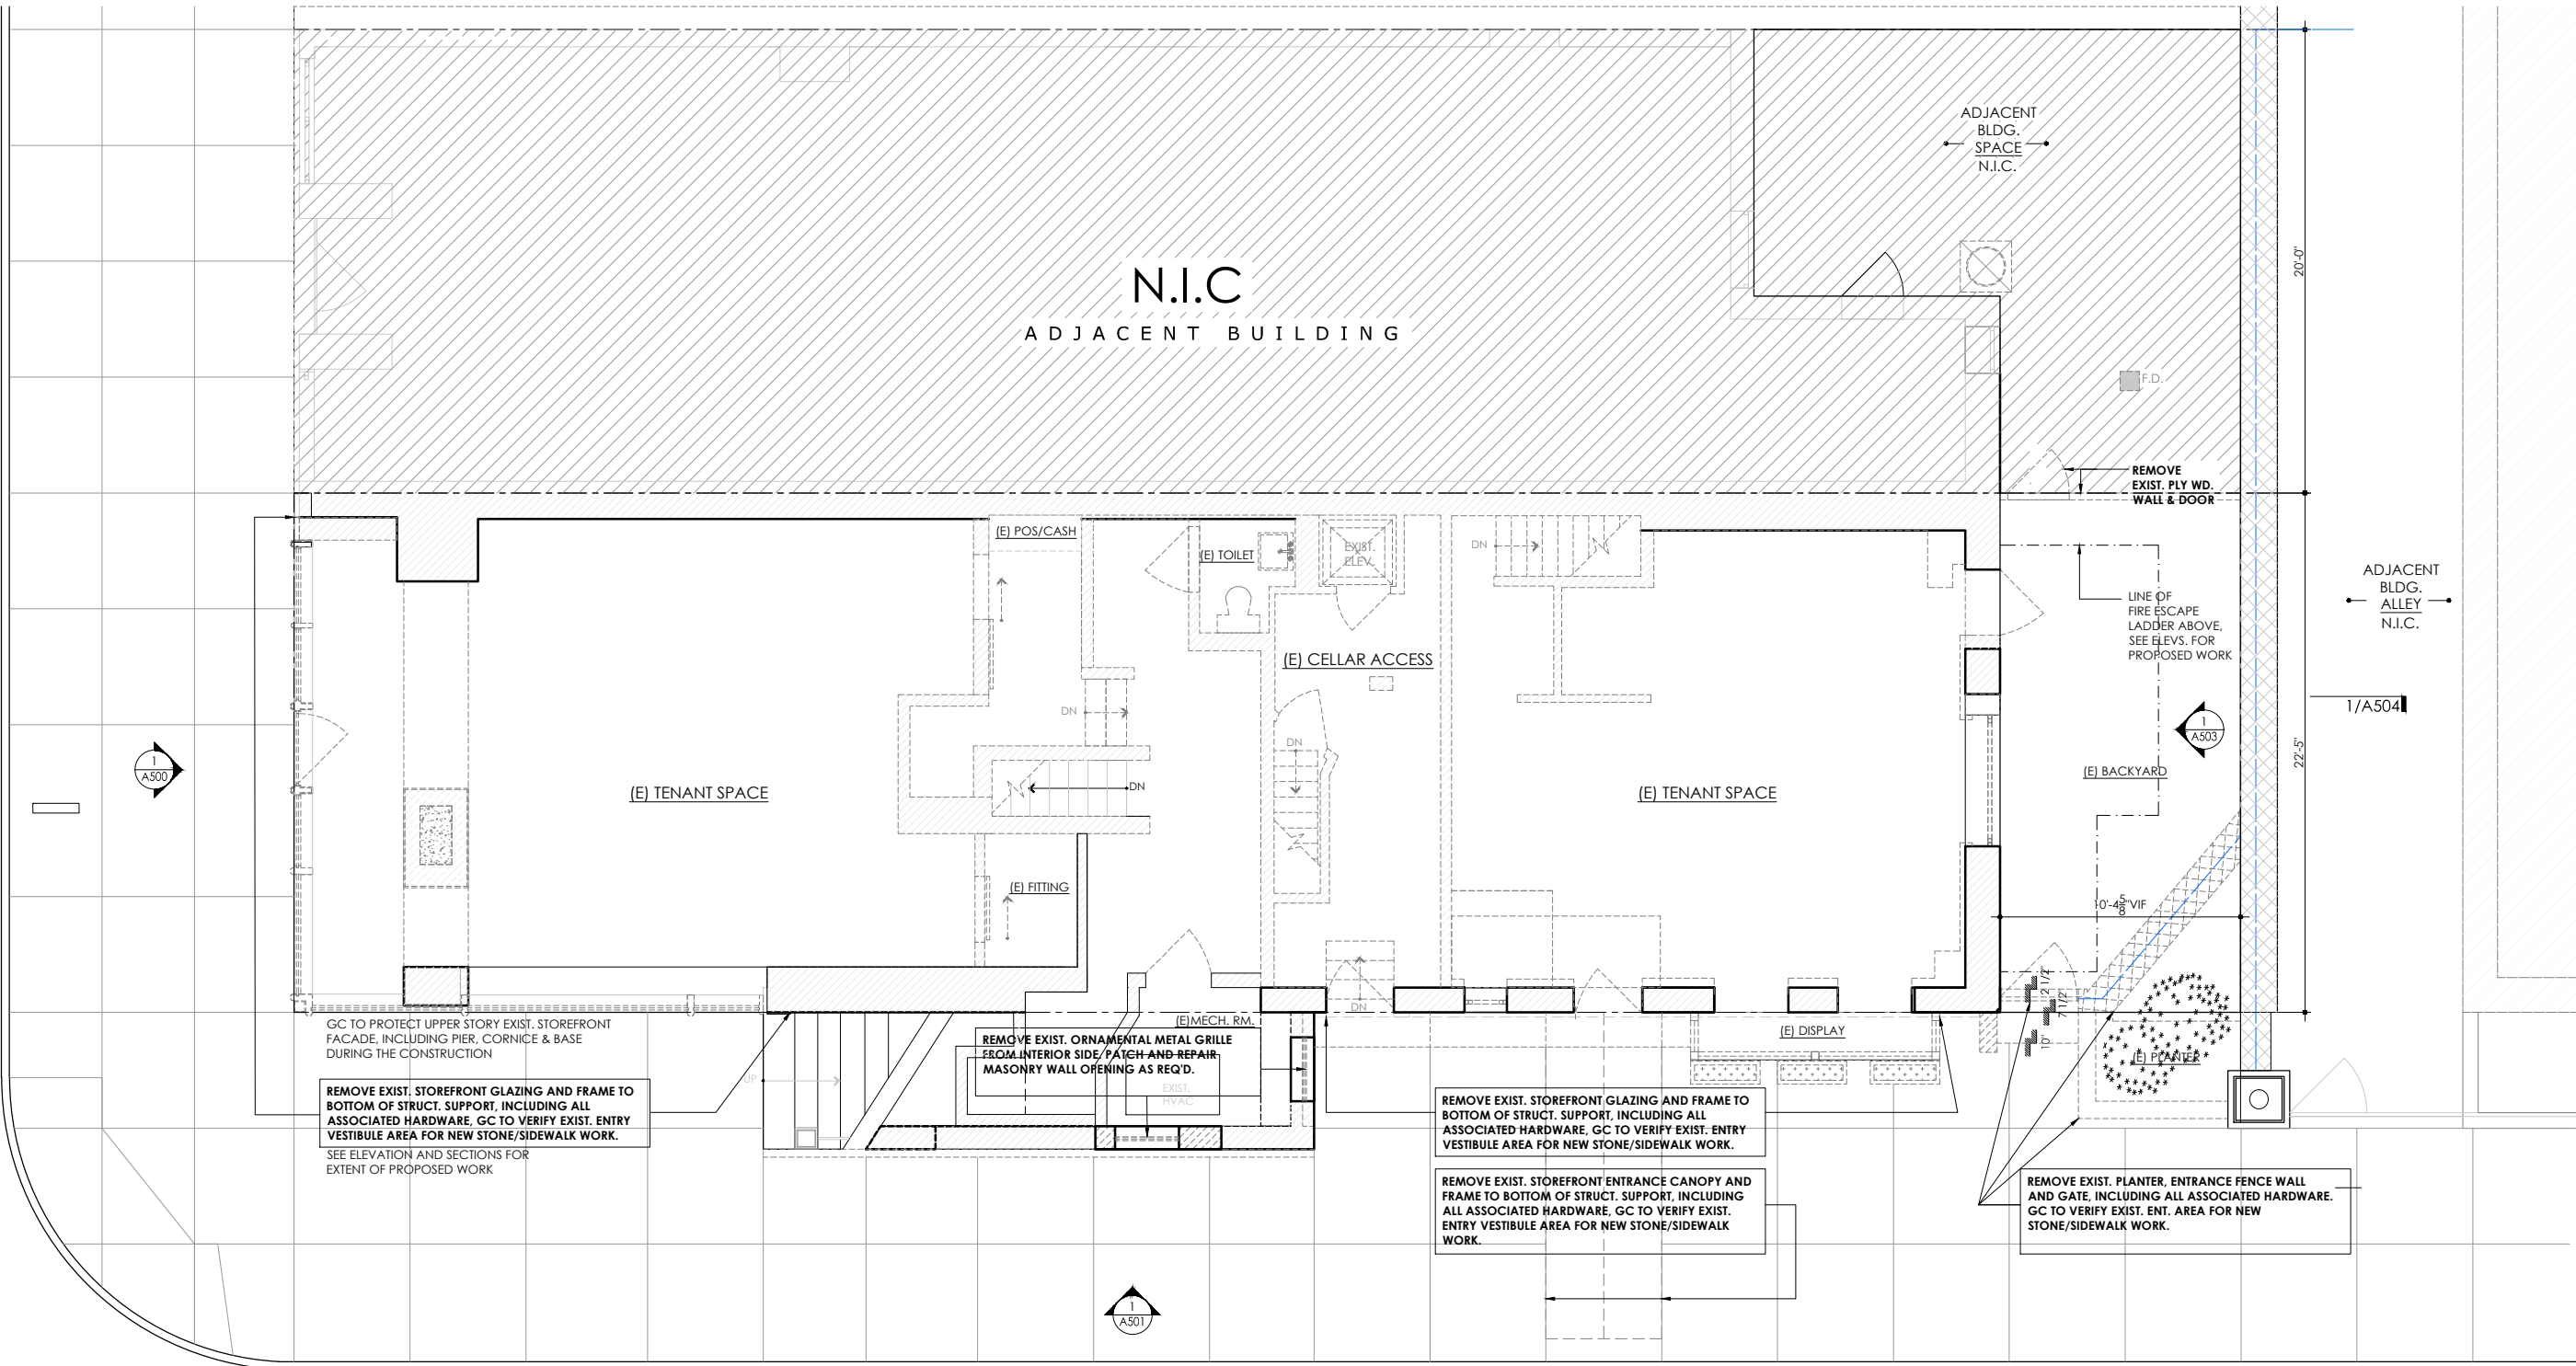 ADJACENT
BLDG.
SPACE
N.I.C.
N.I.C
ADJACENT BUILDING
20'-0"
F.D.
REMOVE
EXIST. PLY WD.
WALL & DOOR
(E) POS/CASH
(E) TOILET
EXIST.
ELEV.
DN
ADJACENT
BLDG.
ALLEY
N.I.C.
LINE OF
FIRE ESCAPE
LADDER ABOVE,
SEE ELEVS. FOR
PROPOSED WORK
(E) CELLAR ACCESS
DN
1/A504
1
A503
DN
22'-5"
1
A500
(E) BACKYARD
DN
(E) TENANT SPACE
(E) TENANT SPACE
(E) FITTING
10'-4 5/8" VIF
2 1/2"
7 1/2"
10"
DN
(E)MECH. RM.
(E) DISPLAY
(E) PLANTER
GC TO PROTECT UPPER STORY EXIST. STOREFRONT
FACADE, INCLUDING PIER, CORNICE & BASE
DURING THE CONSTRUCTION
REMOVE EXIST. ORNAMENTAL METAL GRILLE
FROM INTERIOR SIDE. PATCH AND REPAIR
MASONRY WALL OPENING AS REQ'D.
UP
EXIST.
HVAC
REMOVE EXIST. STOREFRONT GLAZING AND FRAME TO
BOTTOM OF STRUCT. SUPPORT, INCLUDING ALL
ASSOCIATED HARDWARE, GC TO VERIFY EXIST. ENTRY
VESTIBULE AREA FOR NEW STONE/SIDEWALK WORK.
SEE ELEVATION AND SECTIONS FOR
EXTENT OF PROPOSED WORK
REMOVE EXIST. STOREFRONT GLAZING AND FRAME TO
BOTTOM OF STRUCT. SUPPORT, INCLUDING ALL
ASSOCIATED HARDWARE, GC TO VERIFY EXIST. ENTRY
VESTIBULE AREA FOR NEW STONE/SIDEWALK WORK.
REMOVE EXIST. STOREFRONT ENTRANCE CANOPY AND
FRAME TO BOTTOM OF STRUCT. SUPPORT, INCLUDING
ALL ASSOCIATED HARDWARE, GC TO VERIFY EXIST.
ENTRY VESTIBULE AREA FOR NEW STONE/SIDEWALK
WORK.
REMOVE EXIST. PLANTER, ENTRANCE FENCE WALL
AND GATE, INCLUDING ALL ASSOCIATED HARDWARE.
GC TO VERIFY EXIST. ENT. AREA FOR NEW
STONE/SIDEWALK WORK.
1
A501